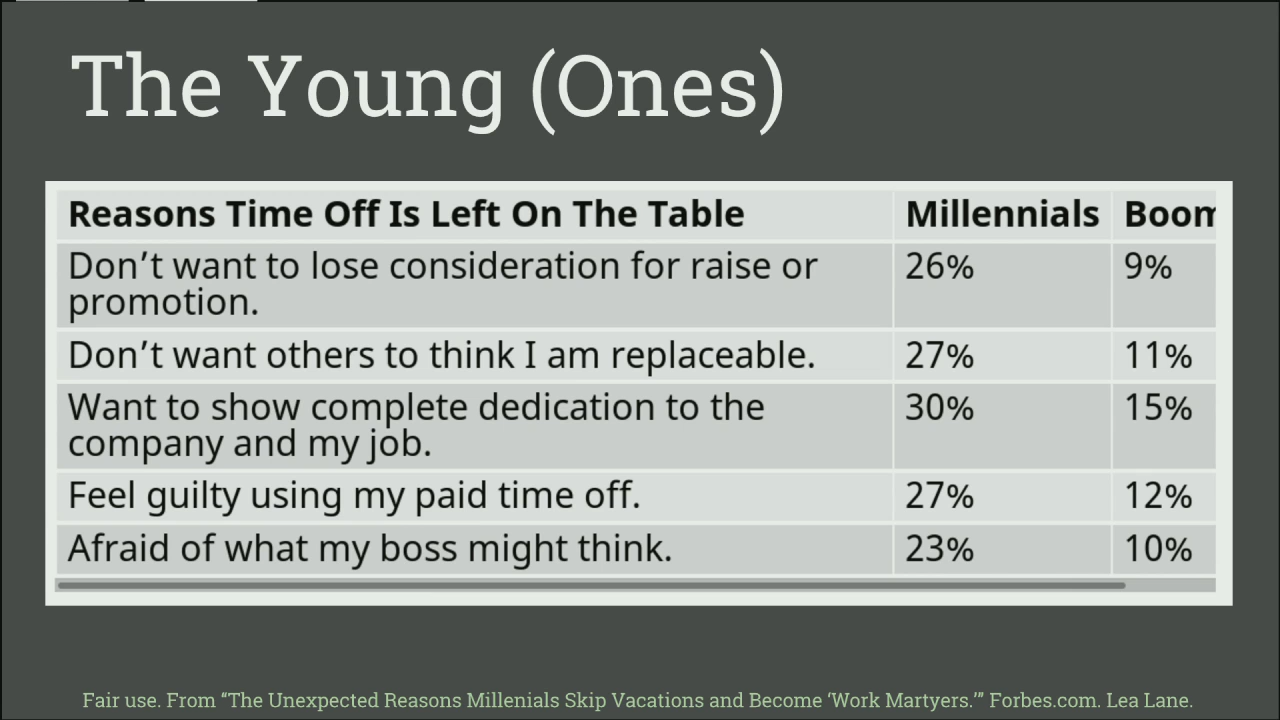 The Young (Ones)
Reasons Time Off Is Left On The Table Millennials Boom
Don’t want to lose consideration for raise or 26% 9%
promotion.
Don’t want others to think I am replaceable. 27% 11%
Want to show complete dedication to the 30% 15%
company and my job.
Feel guilty using my paid time off. 27% 12%
Afraid of what my boss might think. 23% 10%
Fair use. From “The Unexpected Reasons Millenials Skip Vacations and Become ‘Work Martyers.’” Forbes.com. Lea Lane.